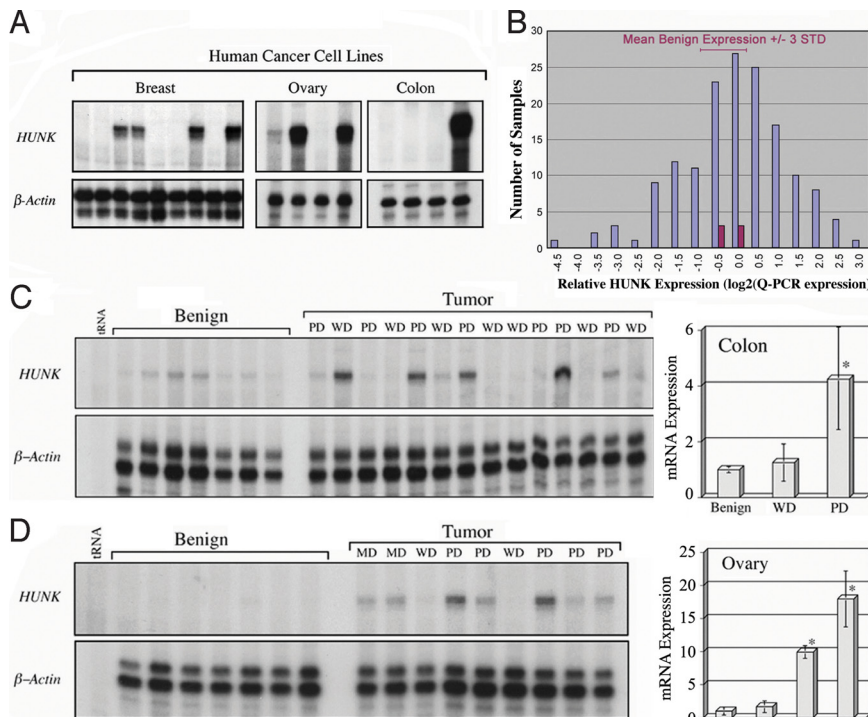 A
Human Cancer Cell Lines
Breast
Ovary
Colon
HUNK
β-Actin
B
Mean Benign Expression +/- 3 STD
Number of Samples
30
25
20
15
10
5
0
-4.5
-4.0
-3.5
-3.0
-2.5
-2.0
-1.5
-1.0
-0.5
0.0
0.5
1.0
1.5
2.0
2.5
3.0
Relative HUNK Expression (log2(Q-PCR expression)
C
tRNA
Benign
Tumor
PD WD PD WD PD WD PD WD WD PD PD WD PD WD
HUNK
β-Actin
Colon
mRNA Expression
6
4
2
0
*
Benign WD PD
D
tRNA
Benign
Tumor
MD MD WD PD PD WD PD PD PD
HUNK
β-Actin
Ovary
mRNA Expression
25
20
15
10
5
0
*
*